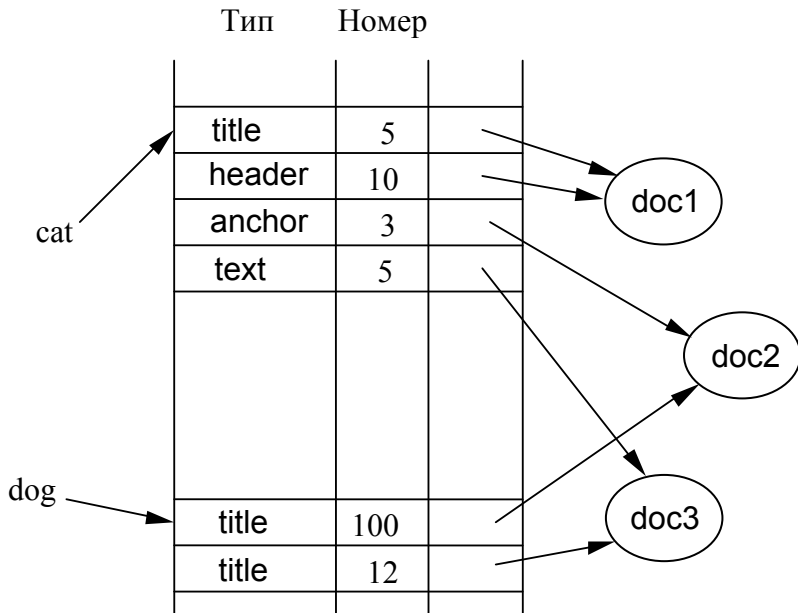 Тип Номер
title 5
header 10
doc1
anchor 3
cat
text 5
doc2
dog
title 100
doc3
title 12